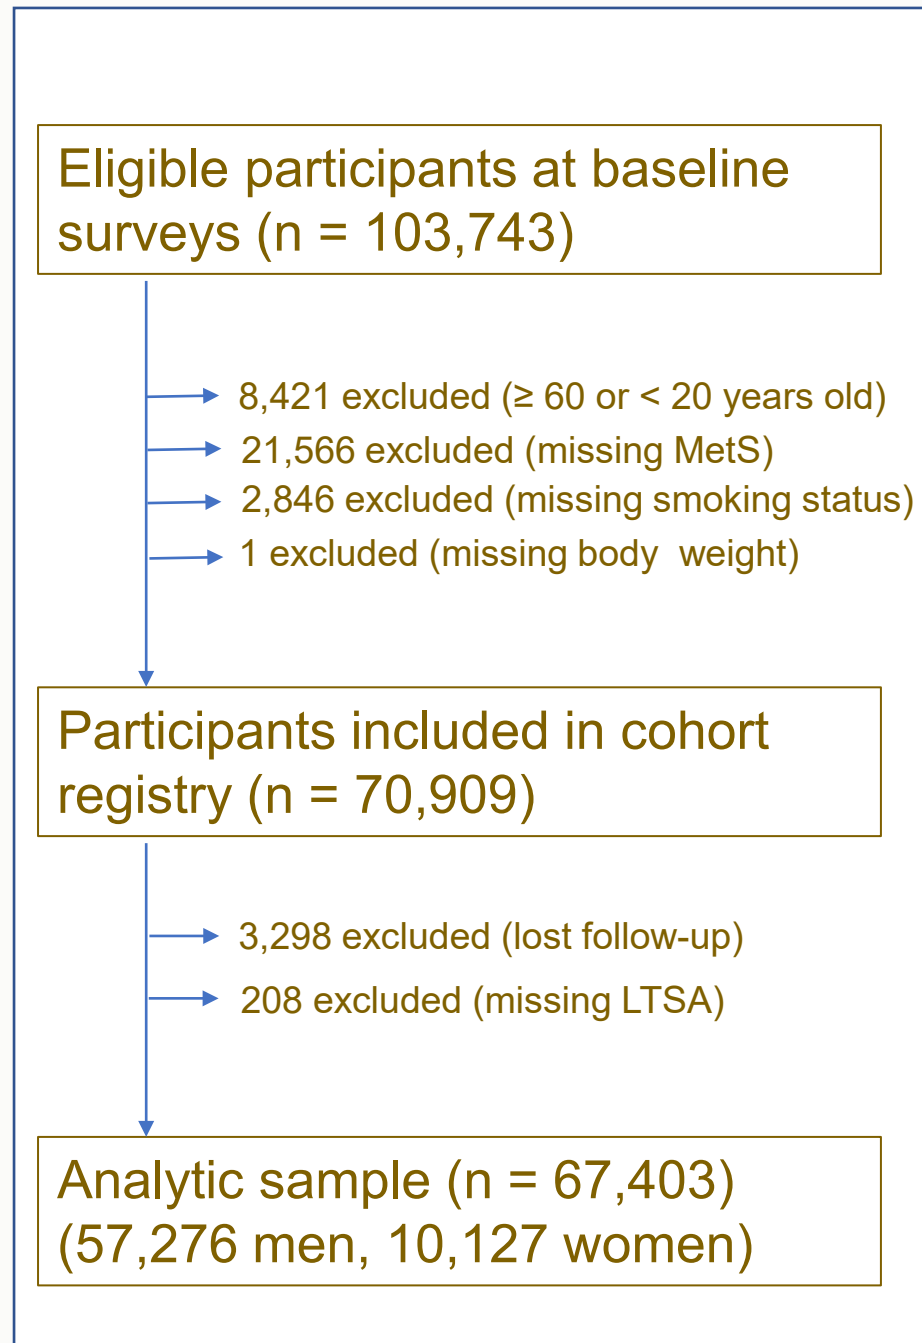 Eligible participants at baseline
surveys (n = 103,743)
8,421 excluded (≥ 60 or < 20 years old)
21,566 excluded (missing MetS)
2,846 excluded (missing smoking status)
1 excluded (missing body  weight)
Participants included in cohort
registry (n = 70,909)
3,298 excluded (lost follow-up)
208 excluded (missing LTSA)
Analytic sample (n = 67,403)
(57,276 men, 10,127 women)